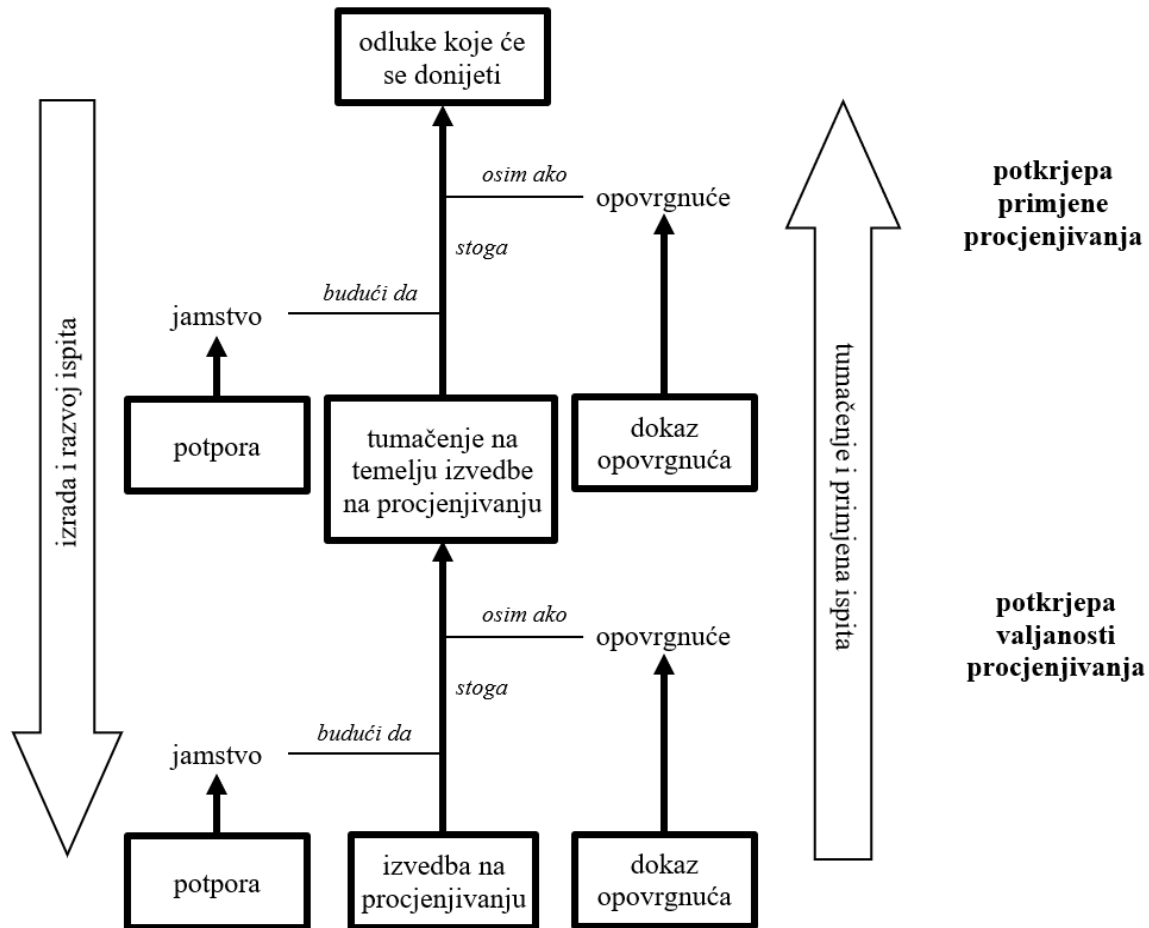 odluke koje će
se donijeti
osim ako
opovrgnuće
potkrjepa
primjene
procjenjivanja
stoga
budući da
jamstvo
izrada i razvoj ispita
tumačenje i primjena ispita
potpora
tumačenje na
temelju izvedbe
na procjenjivanju
dokaz
opovrgnuća
osim ako
opovrgnuće
potkrjepa
valjanosti
procjenjivanja
stoga
budući da
jamstvo
potpora
izvedba na
procjenjivanju
dokaz
opovrgnuća